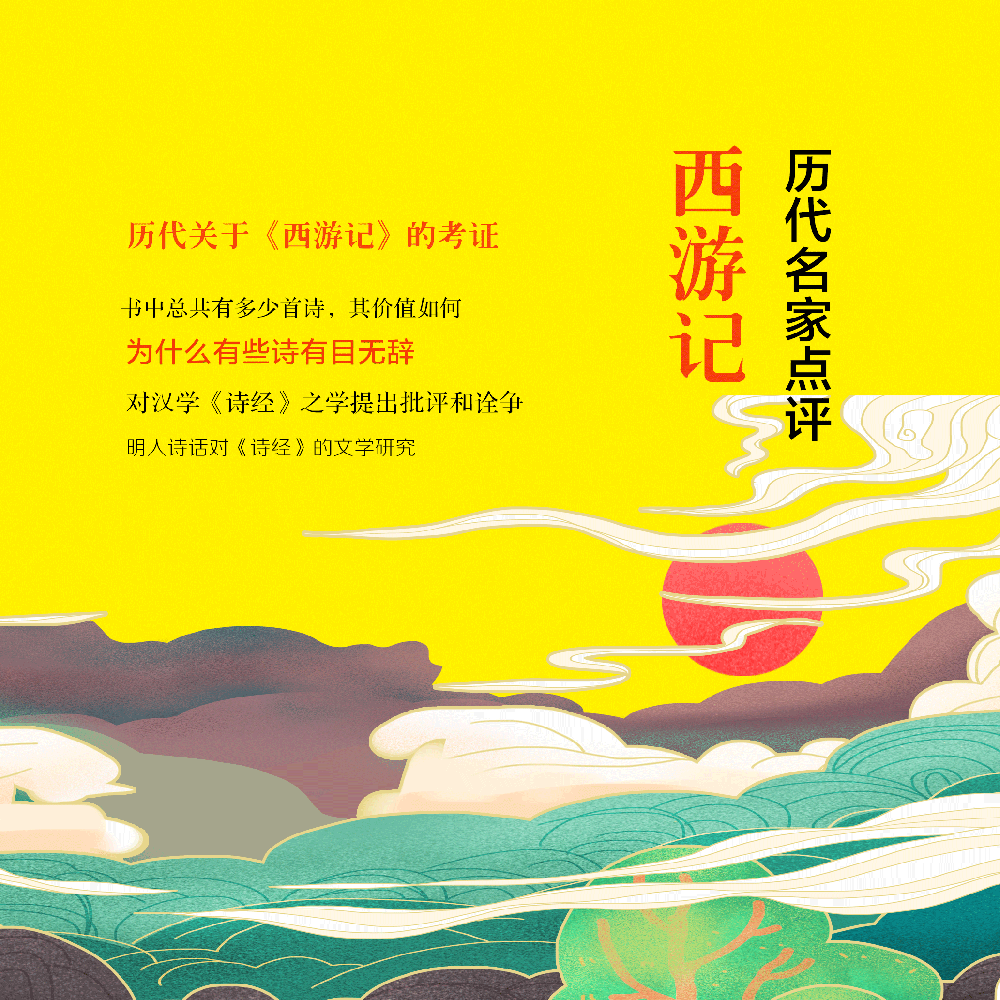 历代名家点评
西游记
历代关于《西游记》的考证
书中总共有多少首诗，其价值如何
为什么有些诗有目无辞
对汉学《诗经》之学提出批评和诠争
明人诗话对《诗经》的文学研究